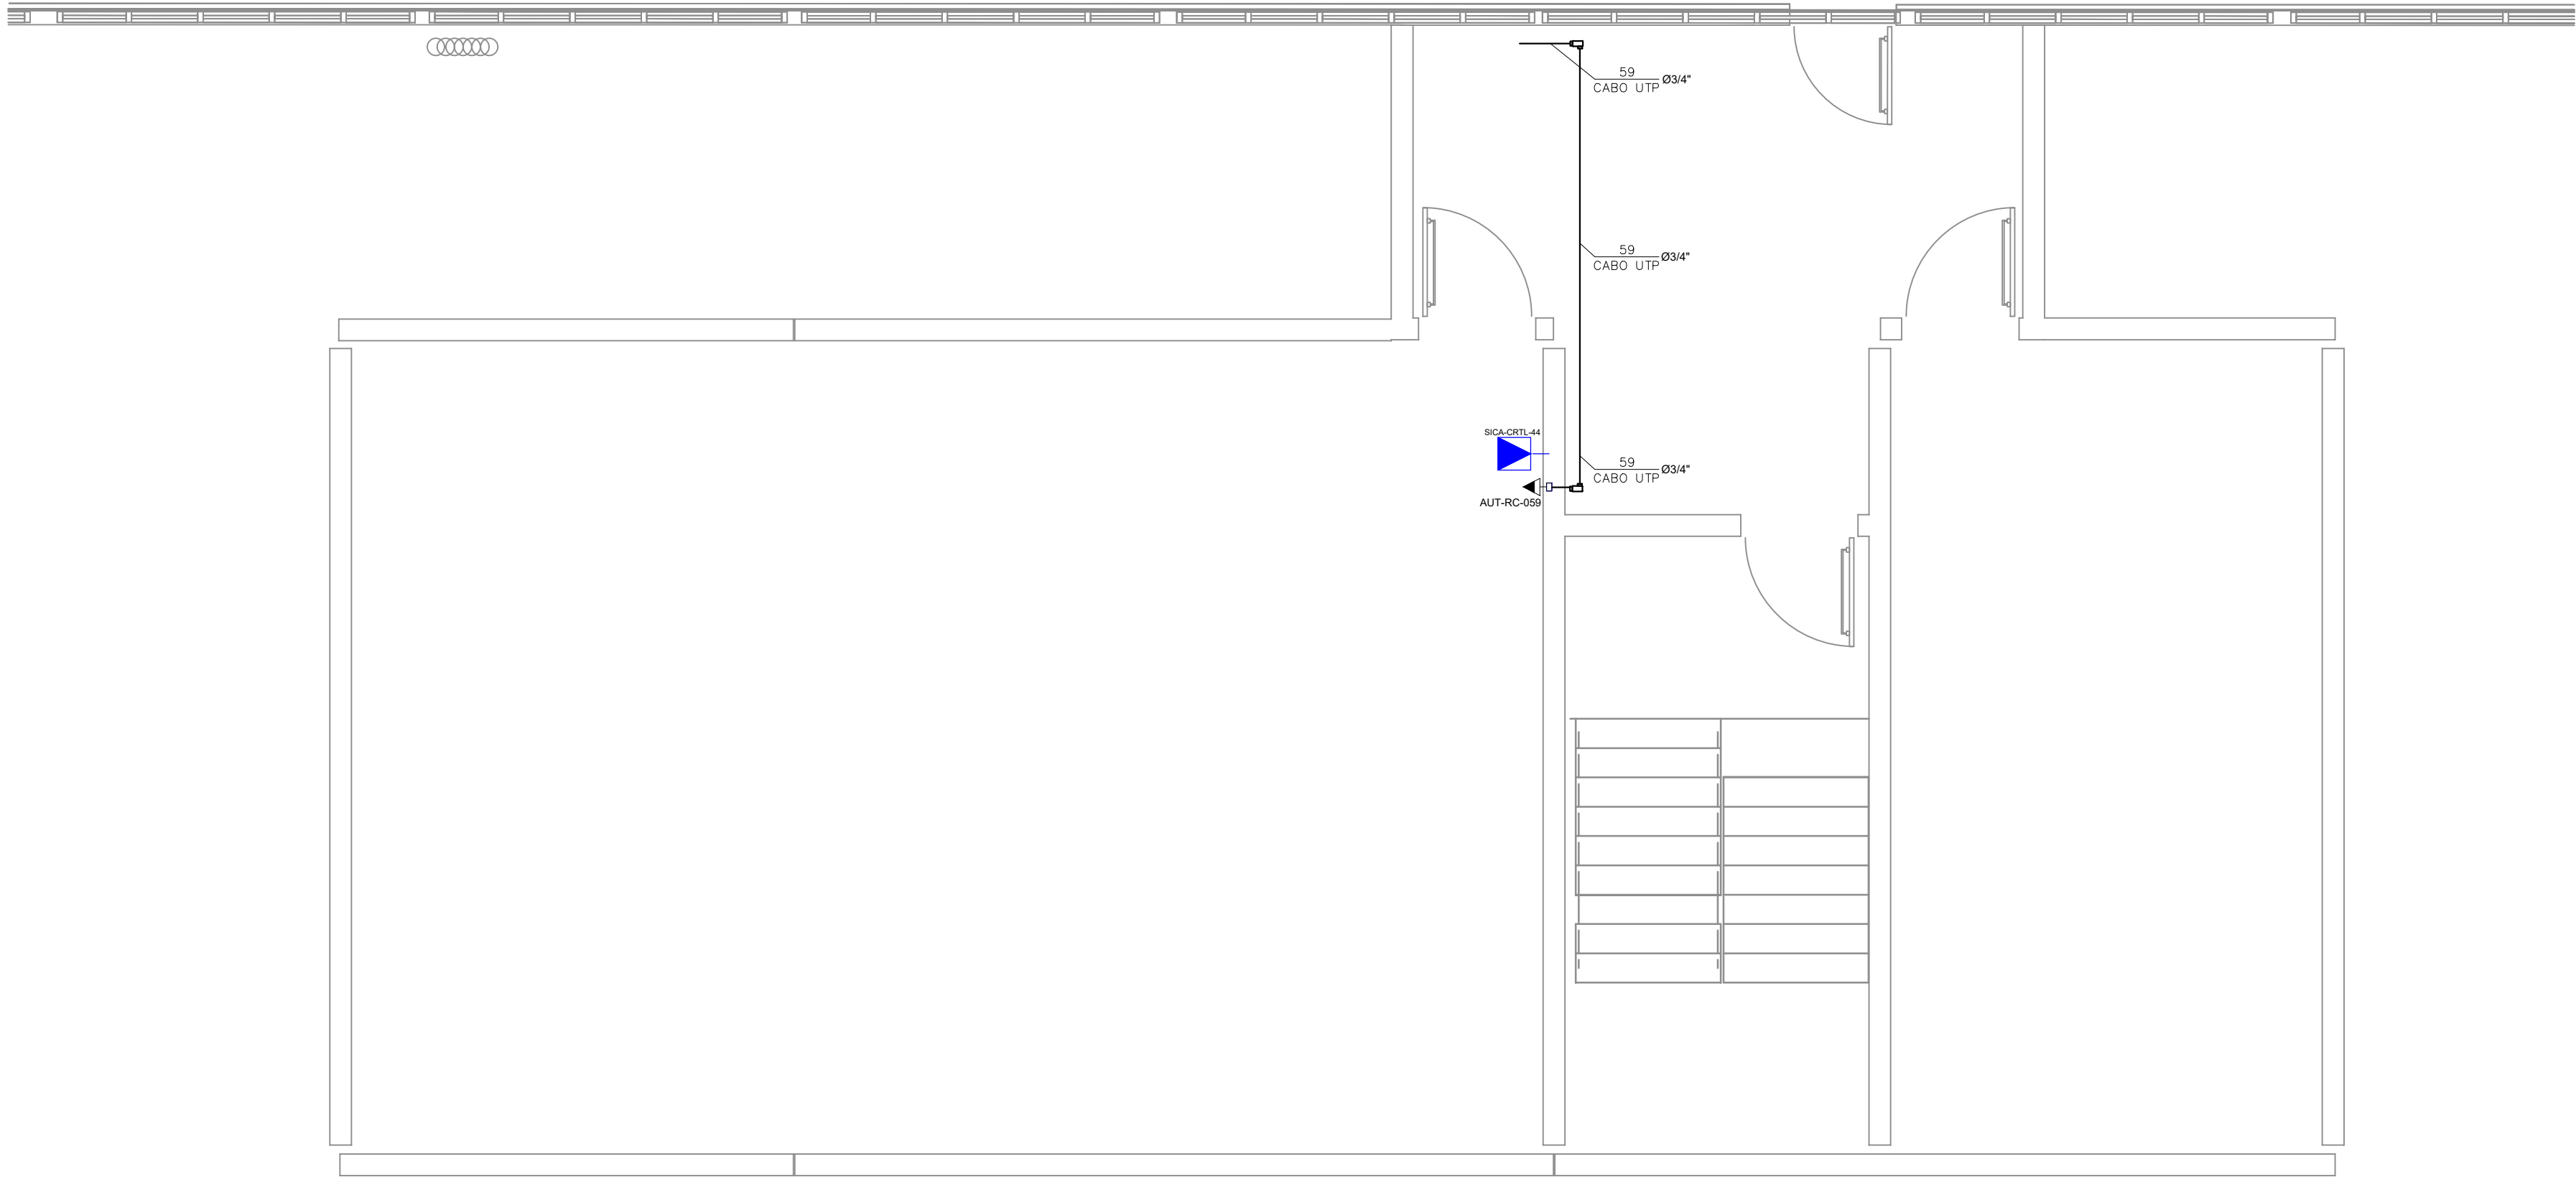 59
CABO UTP Ø3/4"
59
CABO UTP Ø3/4"
SICA-CRTL-44
59
CABO UTP Ø3/4"
AUT-RC-059